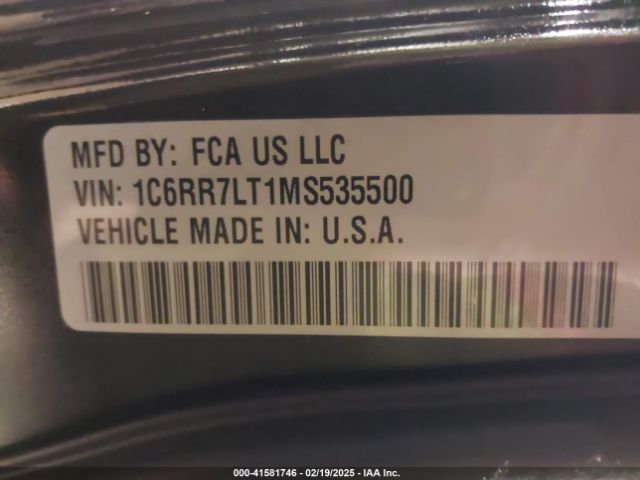 MFD BY: FCA US LLC
VIN: 1C6RR7LT1MS535500
VEHICLE MADE IN: U.S.A.
000-41581746 - 02/19/2025 - IAA Inc.